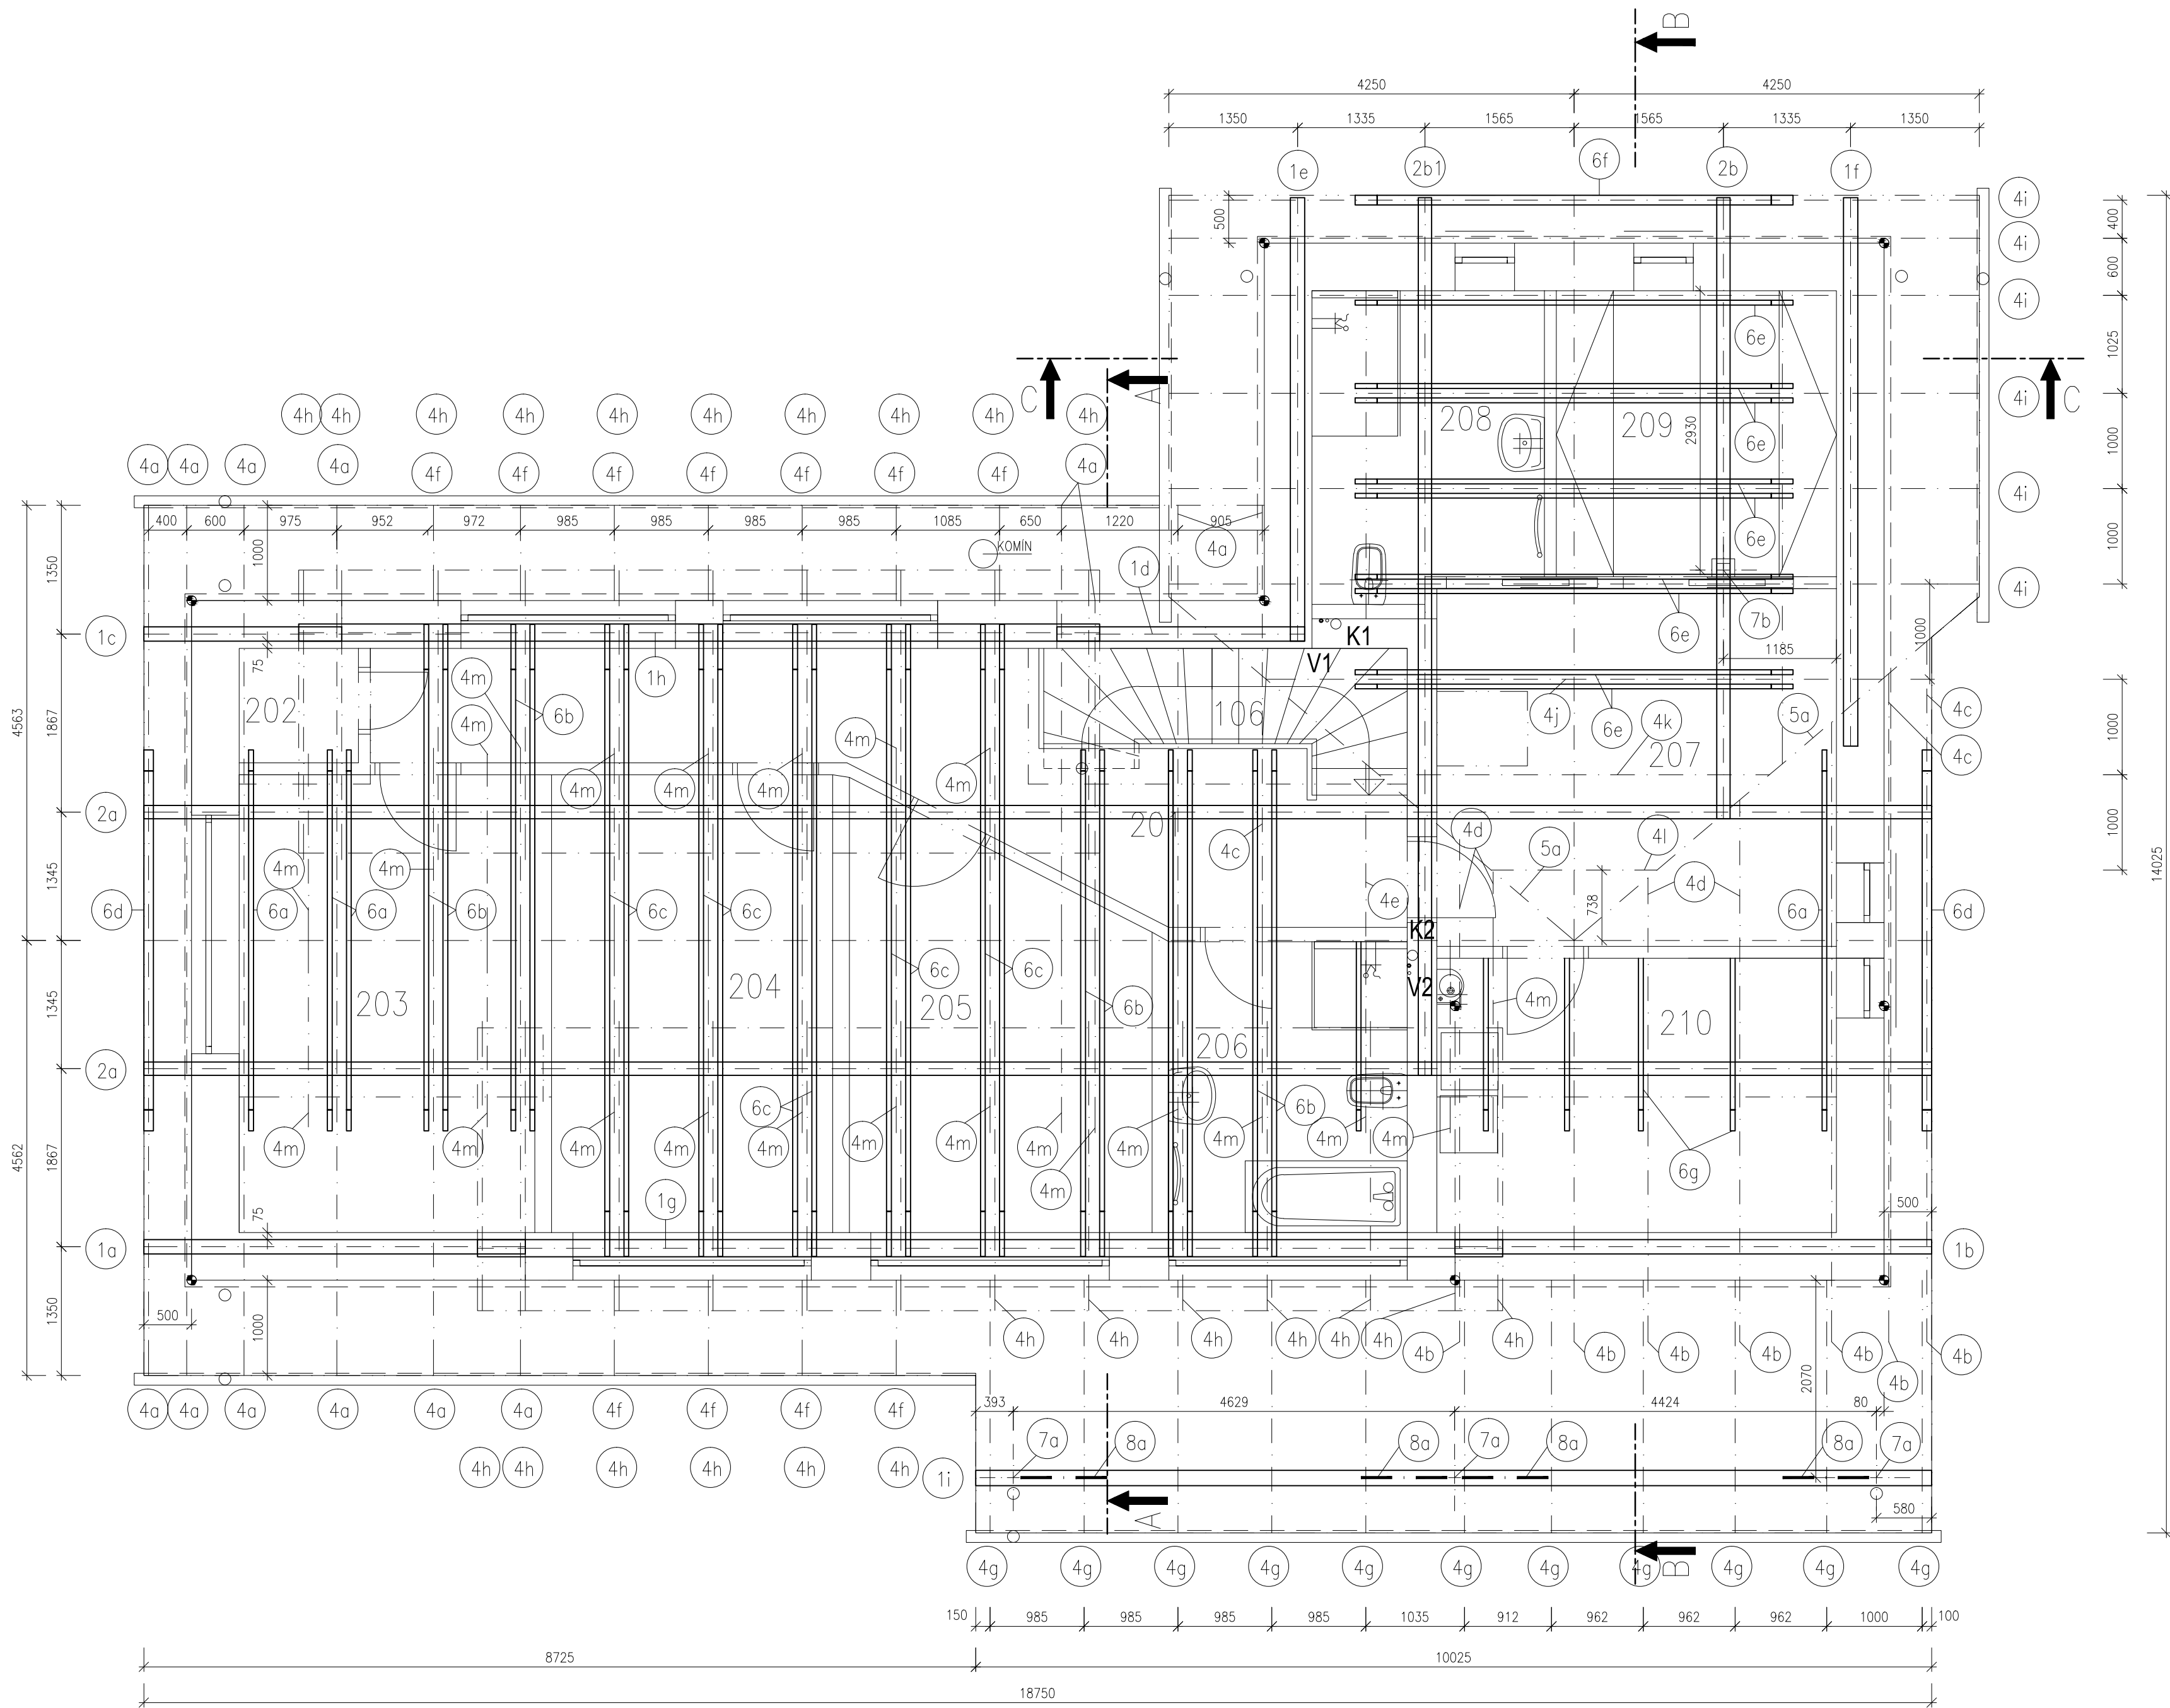 B
4250 4250
1350 1335 1565 1565 1335 1350
1e 2b1 6f 2b 1f
4i
500
400
4i
600
4i
6e
1025
C A
4i
C
4h 4h 4h 4h 4h 4h 4h 4h 4h 4h
208 209 2930
6e
1000
4a 4a 4a 4a 4f 4f 4f 4f 4f 4f 4f 4a
4i
400 600 975 952 972 985 985 985 985 1085 650 1220 905
6e
1000
1350
1000
KOMÍN
4a
1d
4i
14025
1c
K1
6e 7b
1000
75
1h
V1
1185
4m
202
6b
106
4j 6e 4k 5a 4c
4563
1867
4m
4m
207
1000
4c
4m 4m 4m 4m
2a
201
1000
4c
4d 5a 4l
4m 4m
1345
4e
4d
738
6d 6a 6a 6b 6c 6c
6a 6d
K2
6c 6c
203 204 205
V2
1345
6b
4m
210
206
2a
6c
6b
4m 4m 4m 4m 4m 4m 4m 4m 4m 4m 4m 4m
4562
1867
4m
6g
1g
75
500
1a
1b
1350
500
1000
4h 4h 4h 4h 4h 4h 4h
4b 4b 4b 4b 4b 4b 4b
2070
4a 4a 4a 4a 4a 4a 4f 4f 4f 4f
393 4629 4424 80
7a 8a 8a 7a 8a 8a 7a
4h 4h 4h 4h 4h 4h
1i
A
580
4g 4g 4g 4g 4g 4g 4g 4g 4g 4g 4g
B
150 985 985 985 985 1035 912 962 962 962 1000 100
8725 10025
18750